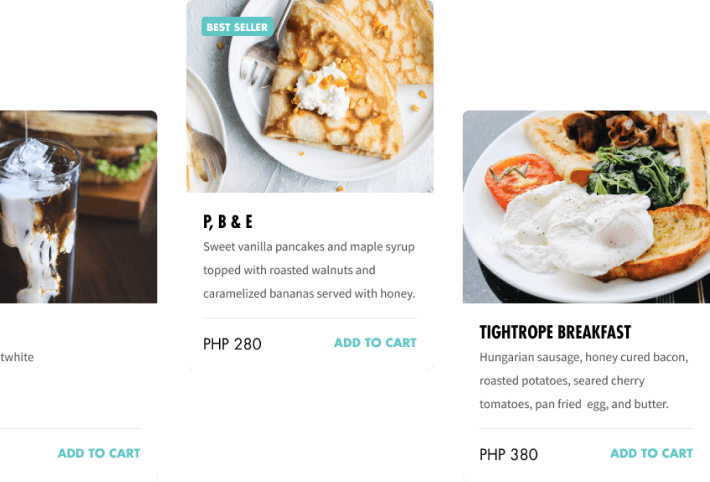 BEST SELLER
P, B & E
Sweet vanilla pancakes and maple syrup
topped with roasted walnuts and
caramelized bananas served with honey.
PHP 280 ADD TO CART
TIGHTROPE BREAKFAST
Hungarian sausage, honey cured bacon,
roasted potatoes, seared cherry
tomatoes, pan fried egg, and butter.
PHP 380 ADD TO CART
twhite
ADD TO CART